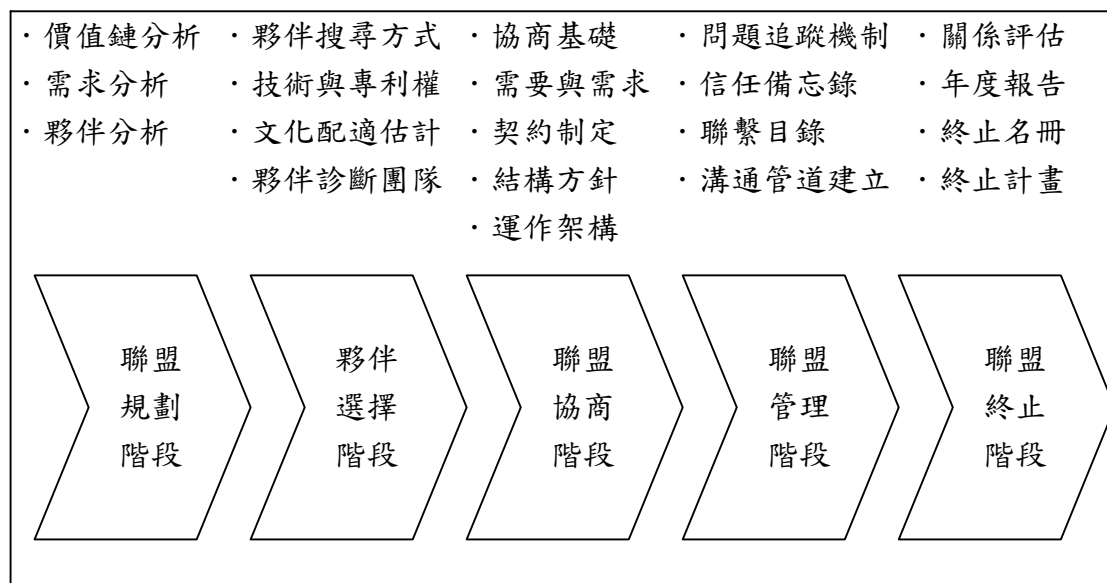 ·價值鏈分析
·需求分析
·夥伴分析
·夥伴搜尋方式
·技術與專利權
·文化配適估計
·夥伴診斷團隊
·協商基礎
·需要與需求
·契約制定
·結構方針
·運作架構
·問題追蹤機制
·信任備忘錄
·聯繫目錄
·溝通管道建立
·關係評估
·年度報告
·終止名冊
·終止計畫
聯盟
規劃
階段
夥伴
選擇
階段
聯盟
協商
階段
聯盟
管理
階段
聯盟
終止
階段